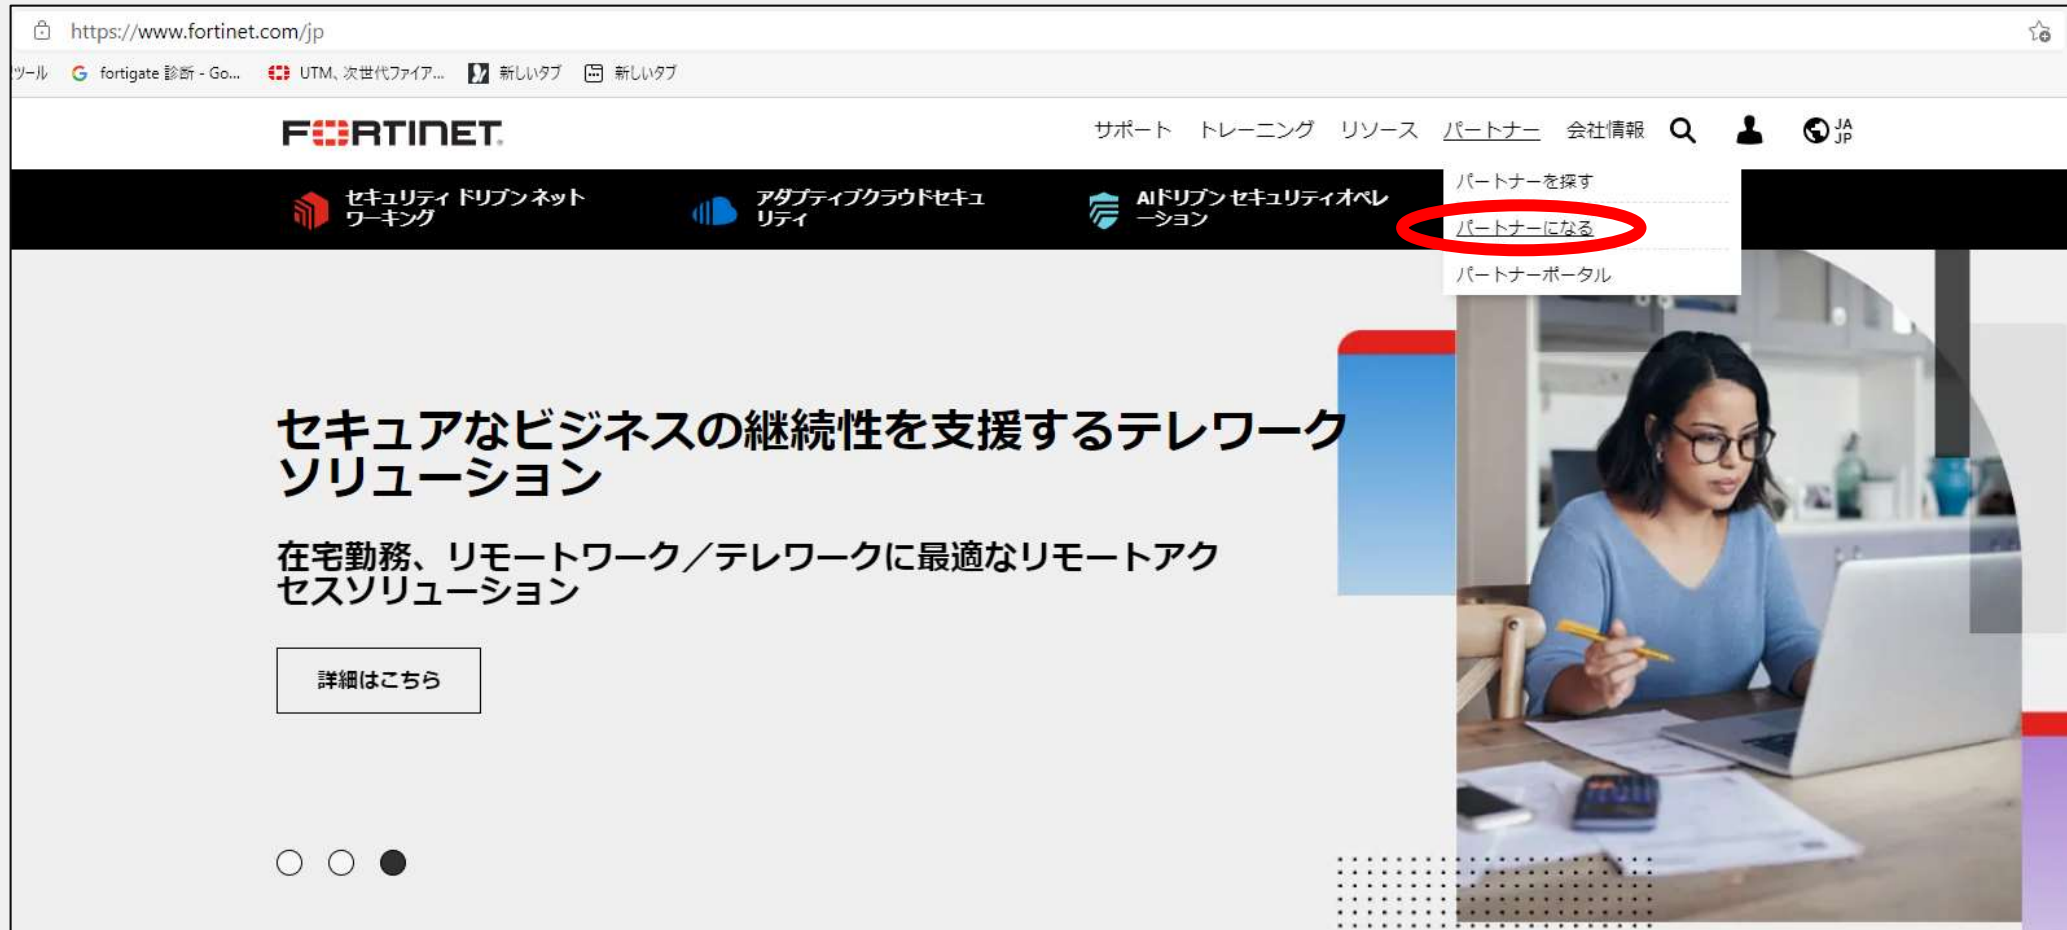 https://www.fortinet.com/jp
ツール fortigate 診断 - Go... UTM、次世代ファイア... 新しいタブ 新しいタブ
FORTINET.
サポート トレーニング リソース パートナー 会社情報 JA JP
セキュリティ ドリブン ネット
ワーキング
アダプティブクラウドセキュ
リティ
AIドリブン セキュリティオペレ
ーション
パートナーを探す
パートナーになる
パートナーポータル
セキュアなビジネスの継続性を支援するテレワーク
ソリューション
在宅勤務、リモートワーク／テレワークに最適なリモートアク
セスソリューション
詳細はこちら